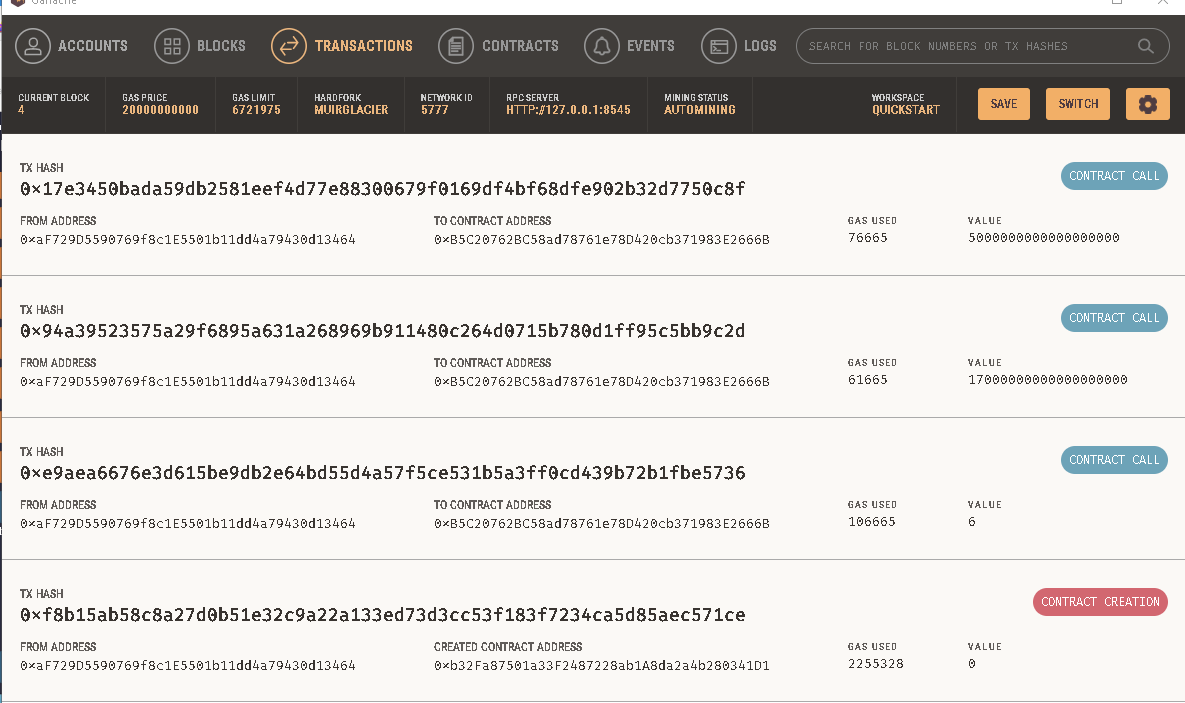 Ganache
ACCOUNTS BLOCKS TRANSACTIONS CONTRACTS EVENTS LOGS SEARCH FOR BLOCK NUMBERS OR TX HASHES
CURRENT BLOCK GAS PRICE GAS LIMIT HARDFORK NETWORK ID RPC SERVER MINING STATUS WORKSPACE
4 20000000000 6721975 MUIRGLACIER 5777 HTTP://127.0.0.1:8545 AUTOMINING QUICKSTART SAVE SWITCH
TX HASH
0×17e3450bada59db2581eef4d77e88300679f0169df4bf68dfe902b32d7750c8f CONTRACT CALL
FROM ADDRESS TO CONTRACT ADDRESS GAS USED VALUE
0×aF729D5590769f8c1E5501b11dd4a79430d13464 0×B5C20762BC58ad78761e78D420cb371983E2666B 76665 5000000000000000000
TX HASH
0×94a39523575a29f6895a631a268969b911480c264d0715b780d1ff95c5bb9c2d CONTRACT CALL
FROM ADDRESS TO CONTRACT ADDRESS GAS USED VALUE
0×aF729D5590769f8c1E5501b11dd4a79430d13464 0×B5C20762BC58ad78761e78D420cb371983E2666B 61665 17000000000000000000
TX HASH
0×e9aea6676e3d615be9db2e64bd55d4a57f5ce531b5a3ff0cd439b72b1fbe5736 CONTRACT CALL
FROM ADDRESS TO CONTRACT ADDRESS GAS USED VALUE
0×aF729D5590769f8c1E5501b11dd4a79430d13464 0×B5C20762BC58ad78761e78D420cb371983E2666B 106665 6
TX HASH
0×f8b15ab58c8a27d0b51e32c9a22a133ed73d3cc53f183f7234ca5d85aec571ce CONTRACT CREATION
FROM ADDRESS CREATED CONTRACT ADDRESS GAS USED VALUE
0×aF729D5590769f8c1E5501b11dd4a79430d13464 0×b32Fa87501a33F2487228ab1A8da2a4b280341D1 2255328 0